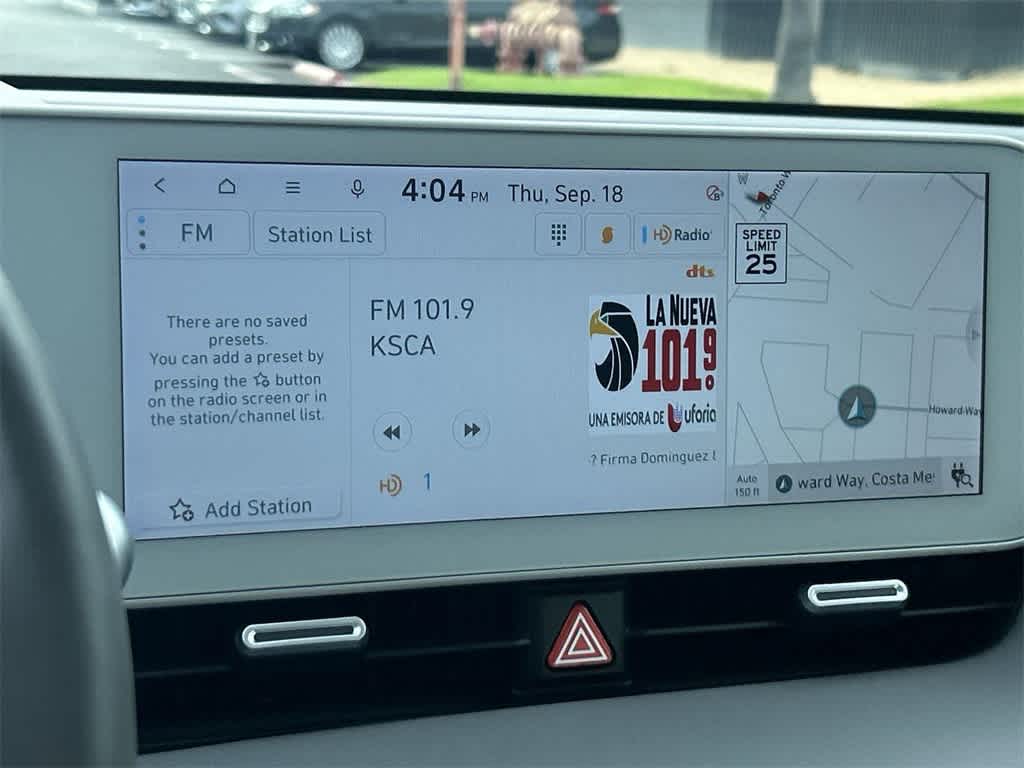 4:04 PM Thu, Sep. 18
FM
Station List
HD Radio
dts
There are no saved
presets.
You can add a preset by
pressing the button
on the radio screen or in
the station/channel list.
Add Station
FM 101.9
KSCA
HD 1
LA NUEVA
101.9
UNA EMISORA DE uforia
? Firma Dominguez
SPEED
LIMIT
25
Toronto W
Howard Way
Auto
150 ft
ward Way, Costa Me